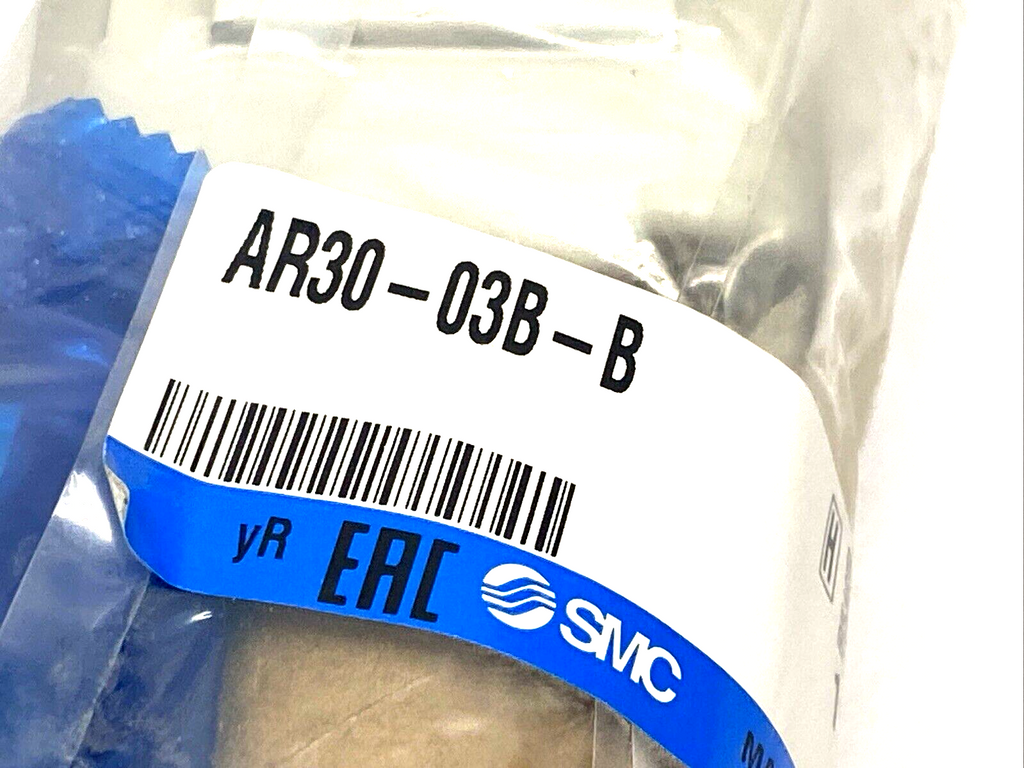 AR30-03B-B
yR EAC SMC
H